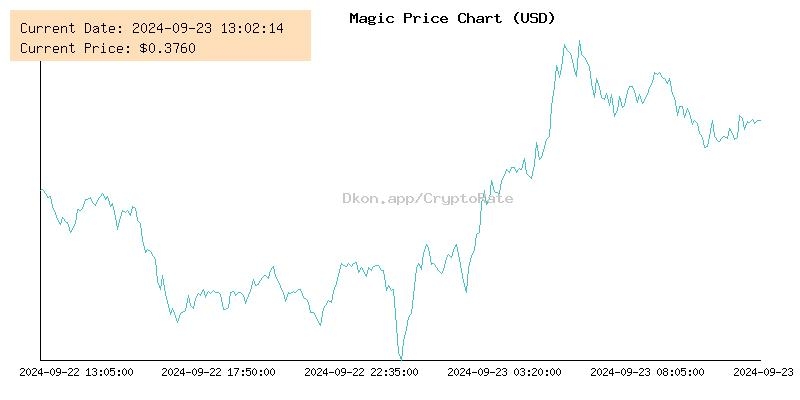 Magic Price Chart (USD)
Current Date: 2024-09-23 13:02:14
Current Price: $0.3760
Dkon.app/CryptoRate
2024-09-22 13:05:00 2024-09-22 17:50:00 2024-09-22 22:35:00 2024-09-23 03:20:00 2024-09-23 08:05:00 2024-09-23